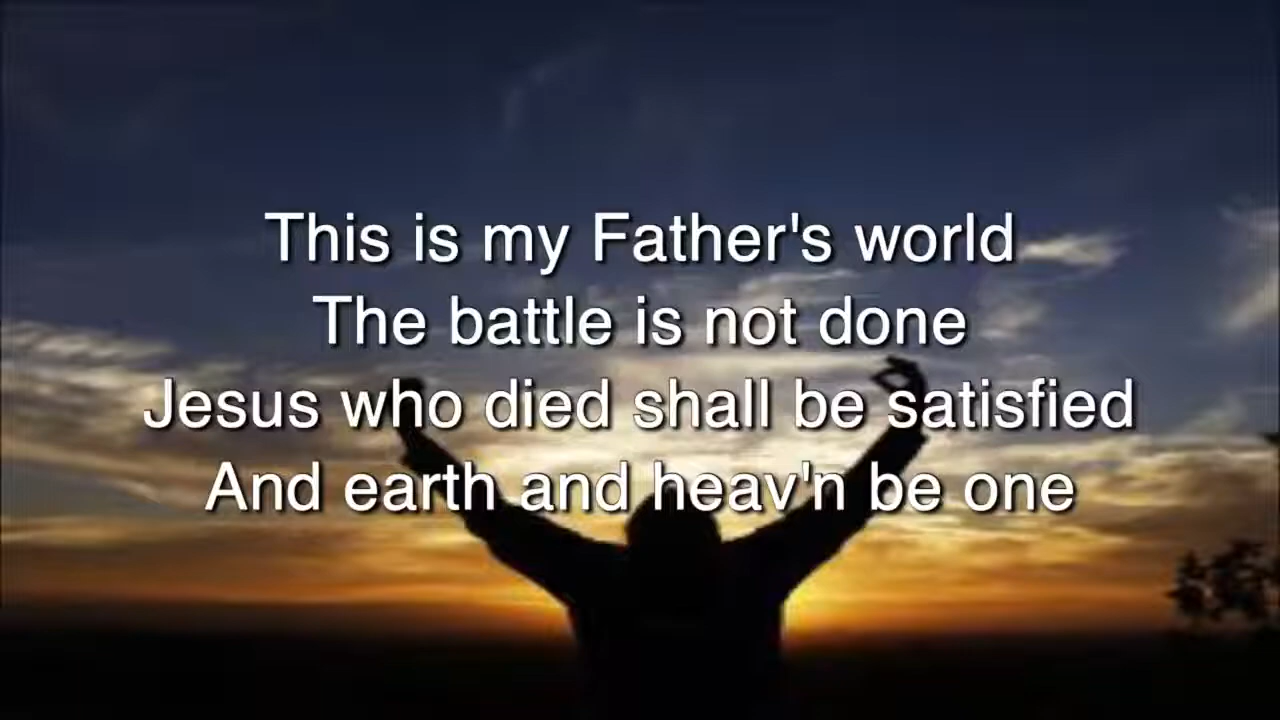 This is my Father's world
The battle is not done
Jesus who died shall be satisfied
And earth and heav'n be one